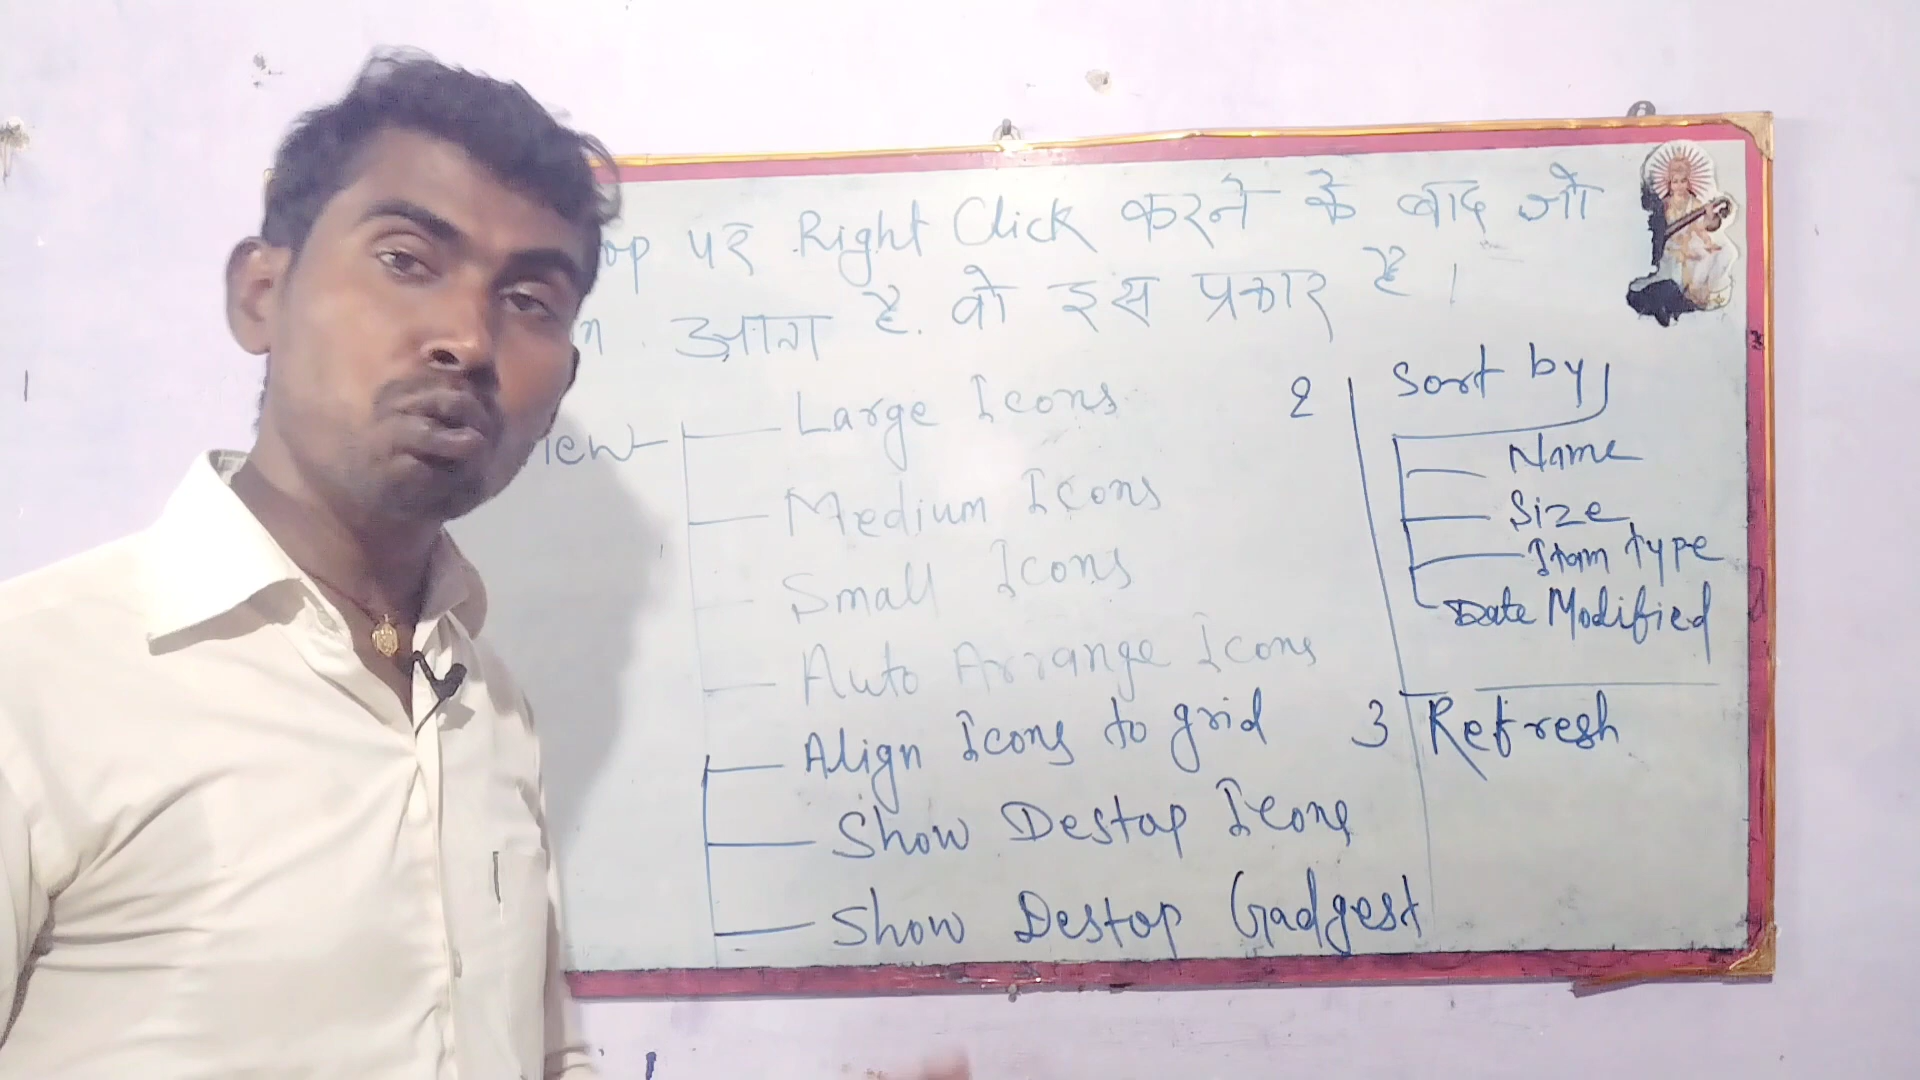 op पर Right Click करने के बाद जो
n आता है. वो इस प्रकार है।
iew
Large Icons
Medium Icons
Small Icons
Auto Arrange Icons
Align Icons to grid
Show Destop Icons
Show Destop Gadgest
2 Sort by
Name
Size
Itam type
Date Modified
3 Refresh